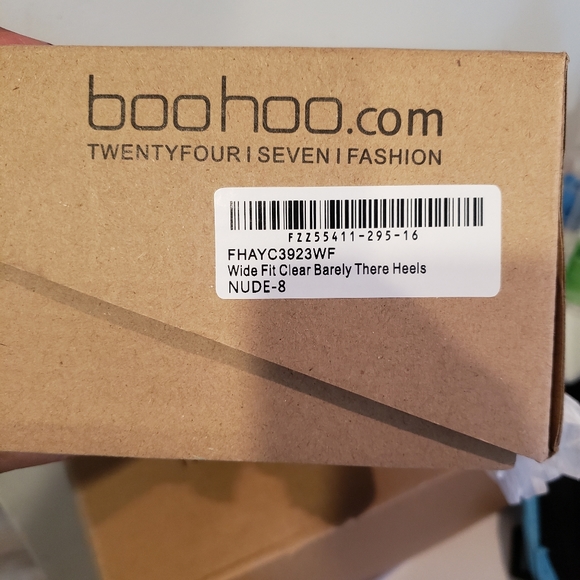 boohoo.com
TWENTYFOUR | SEVEN | FASHION
FZZ55411-295-16
FHAYC3923WF
Wide Fit Clear Barely There Heels
NUDE-8